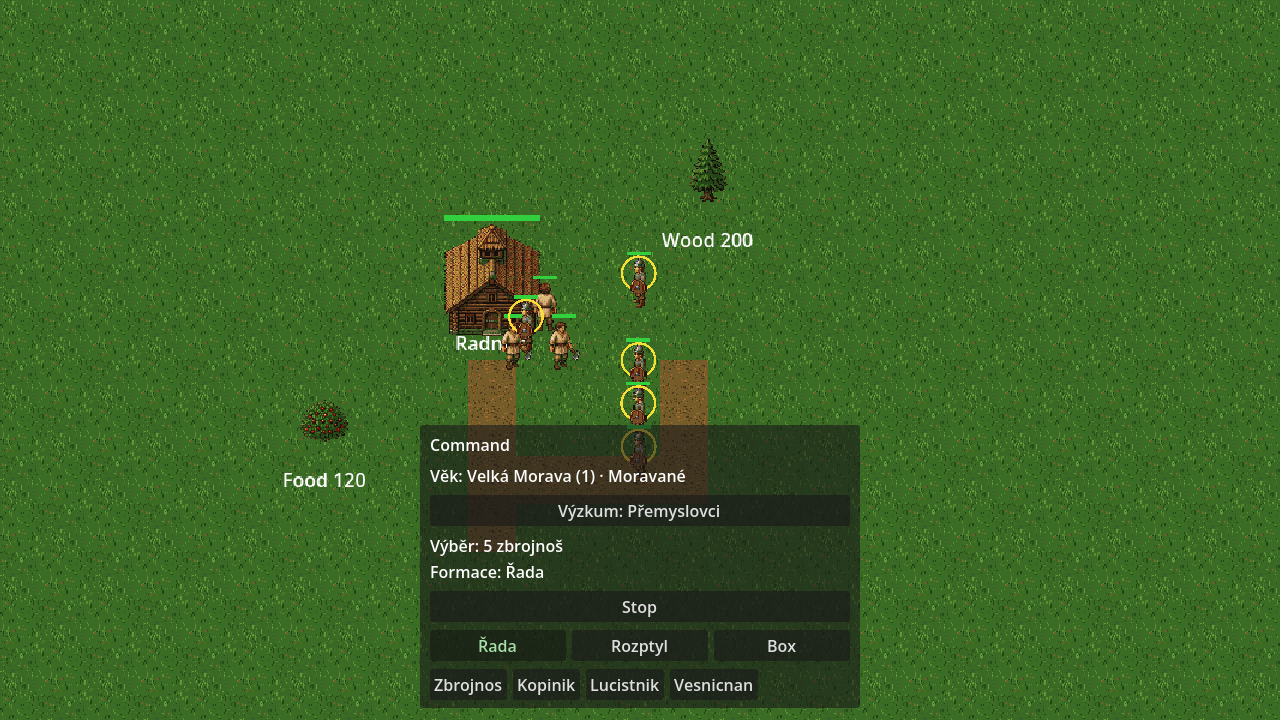 Wood 200
Radn
Food 120
Command
Věk: Velká Morava (1) · Moravané
Výzkum: Přemyslovci
Výběr: 5 zbrojnoš
Formace: Řada
Stop
Řada Rozptyl Box
Zbrojnos Kopinik Lucistnik Vesnicnan